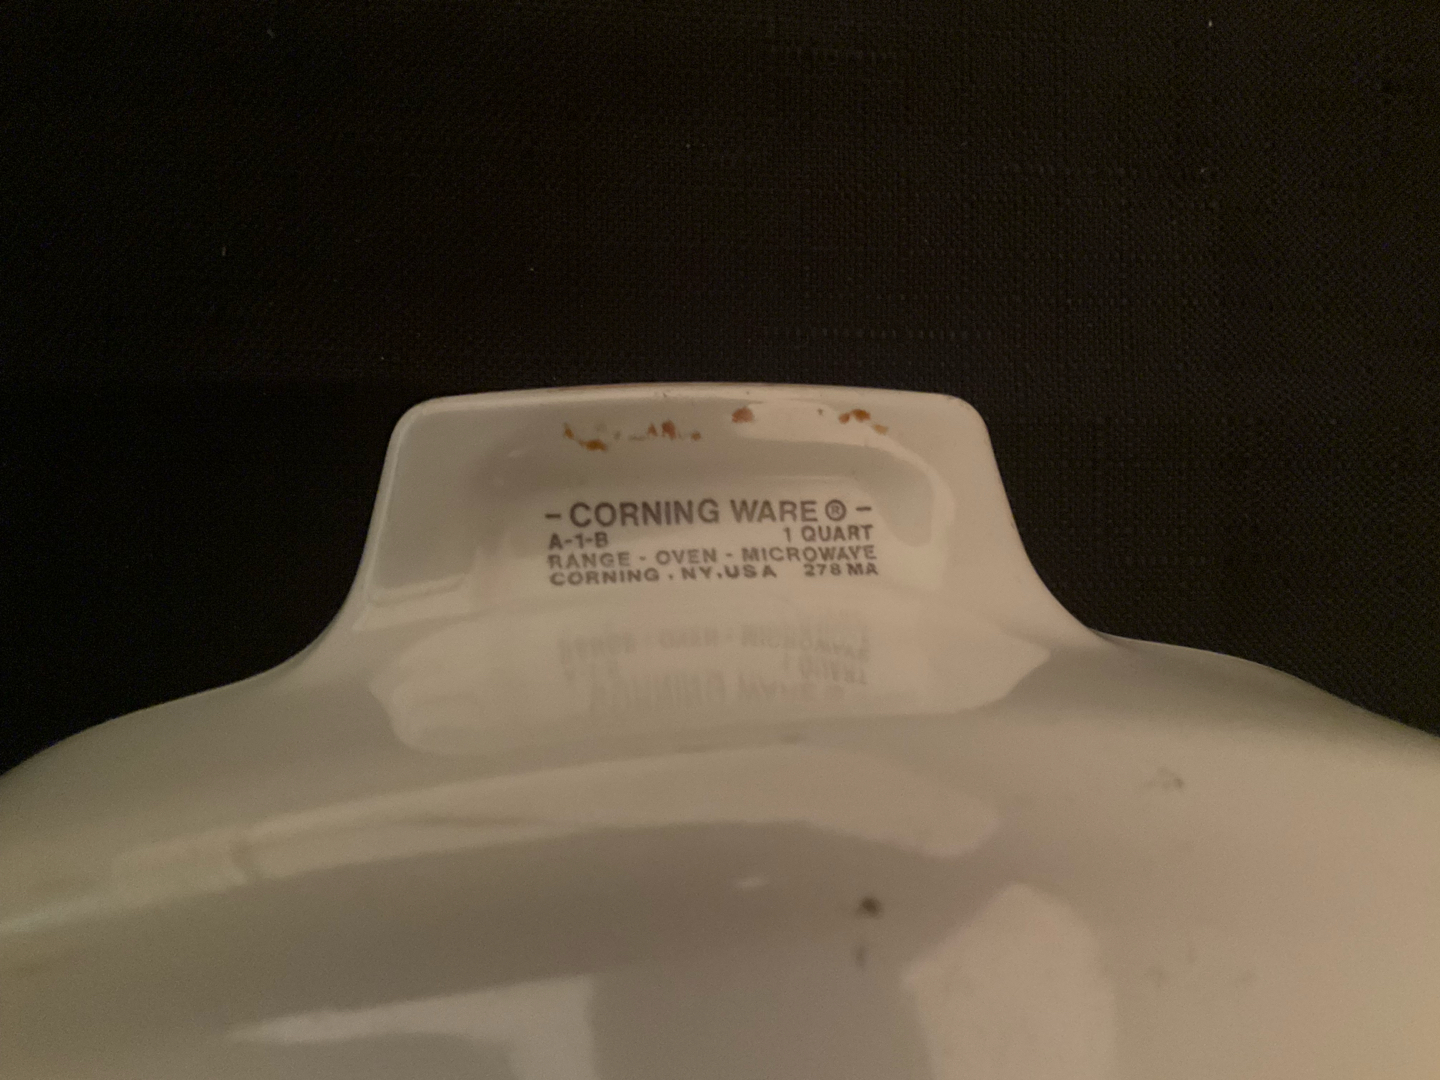 - CORNING WARE ® -
A-1-B 1 QUART
RANGE - OVEN - MICROWAVE
CORNING . NY. USA 278 MA